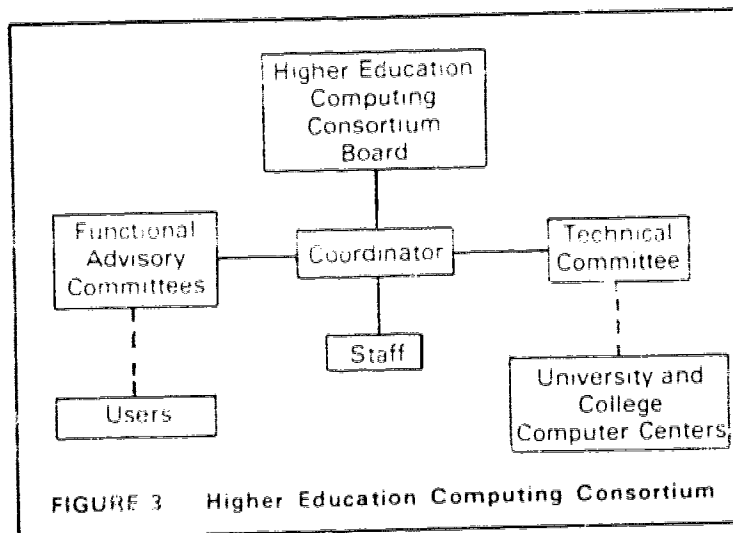 Higher Education
Computing
Consortium
Board
Functional
Advisory
Committees
Coordinator
Technical
Committee
Staff
Users
University and
College
Computer Centers
FIGURE 3 Higher Education Computing Consortium